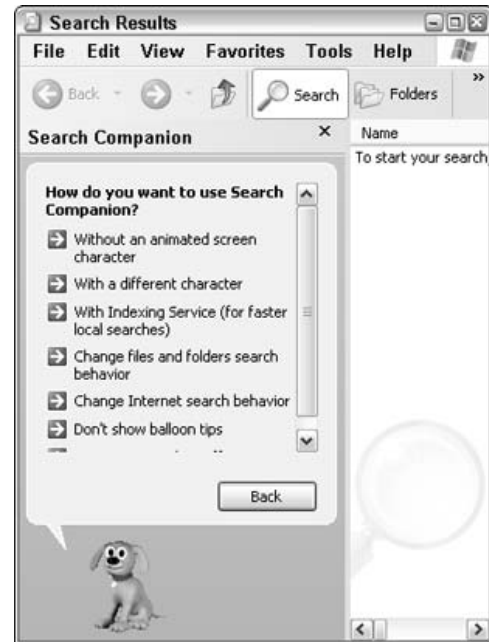 Search Results
File Edit View Favorites Tools Help
Back Search Folders »
Search Companion
Name
To start your search,
How do you want to use Search
Companion?
Without an animated screen
character
With a different character
With Indexing Service (for faster
local searches)
Change files and folders search
behavior
Change Internet search behavior
Don't show balloon tips
Back